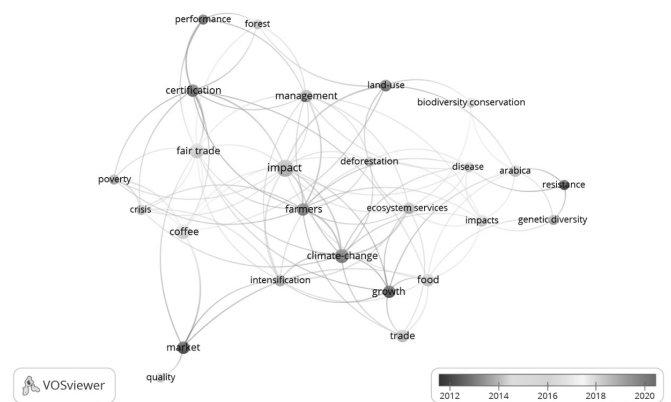 performance
forest
certification
management
land-use
biodiversity conservation
fair trade
impact
deforestation
disease
arabica
poverty
resistance
crisis
farmers
ecosystem services
impacts
genetic diversity
coffee
climate-change
intensification
growth
food
trade
market
quality
VOSviewer
2012 2014 2016 2018 2020